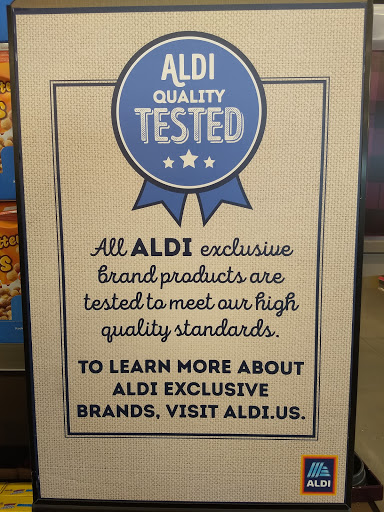 ALDI
QUALITY
TESTED
All ALDI exclusive
brand products are
tested to meet our high
quality standards.
TO LEARN MORE ABOUT
ALDI EXCLUSIVE
BRANDS, VISIT ALDI.US.
ALDI